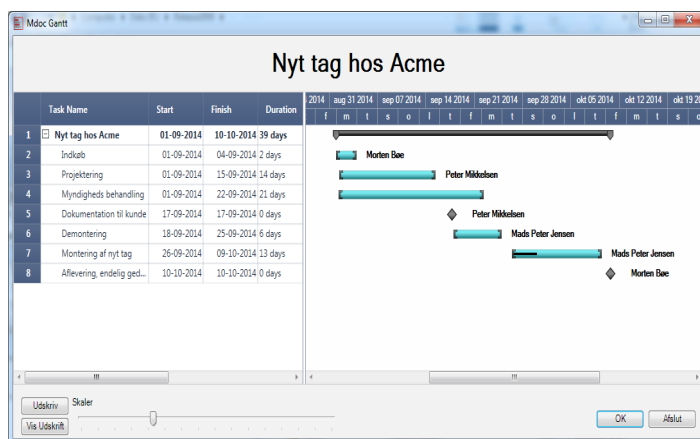 Mdoc Gantt
Nyt tag hos Acme
Task Name Start Finish Duration
2014 aug 31 2014 sep 07 2014 sep 14 2014 sep 21 2014 sep 28 2014 okt 05 2014 okt 12 2014 okt 19 20
f m t s o l t f m t s o l t f m t s o
1 Nyt tag hos Acme 01-09-2014 10-10-2014 39 days
2 Indkøb 01-09-2014 04-09-2014 2 days Morten Bøe
3 Projektering 01-09-2014 15-09-2014 14 days Peter Mikkelsen
4 Myndigheds behandling 01-09-2014 22-09-2014 21 days
5 Dokumentation til kunde 17-09-2014 17-09-2014 0 days Peter Mikkelsen
6 Demontering 18-09-2014 25-09-2014 6 days Mads Peter Jensen
7 Montering af nyt tag 26-09-2014 09-10-2014 13 days Mads Peter Jensen
8 Aflevering, endelig ged... 10-10-2014 10-10-2014 0 days Morten Bøe
Udskriv Skaler
Vis Udskrift
OK Afslut